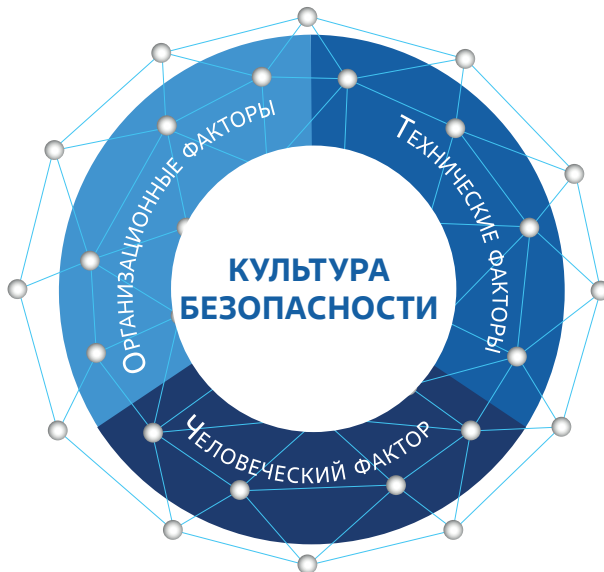 Организационные факторы
Технические факторы
КУЛЬТУРА
БЕЗОПАСНОСТИ
Человеческий фактор